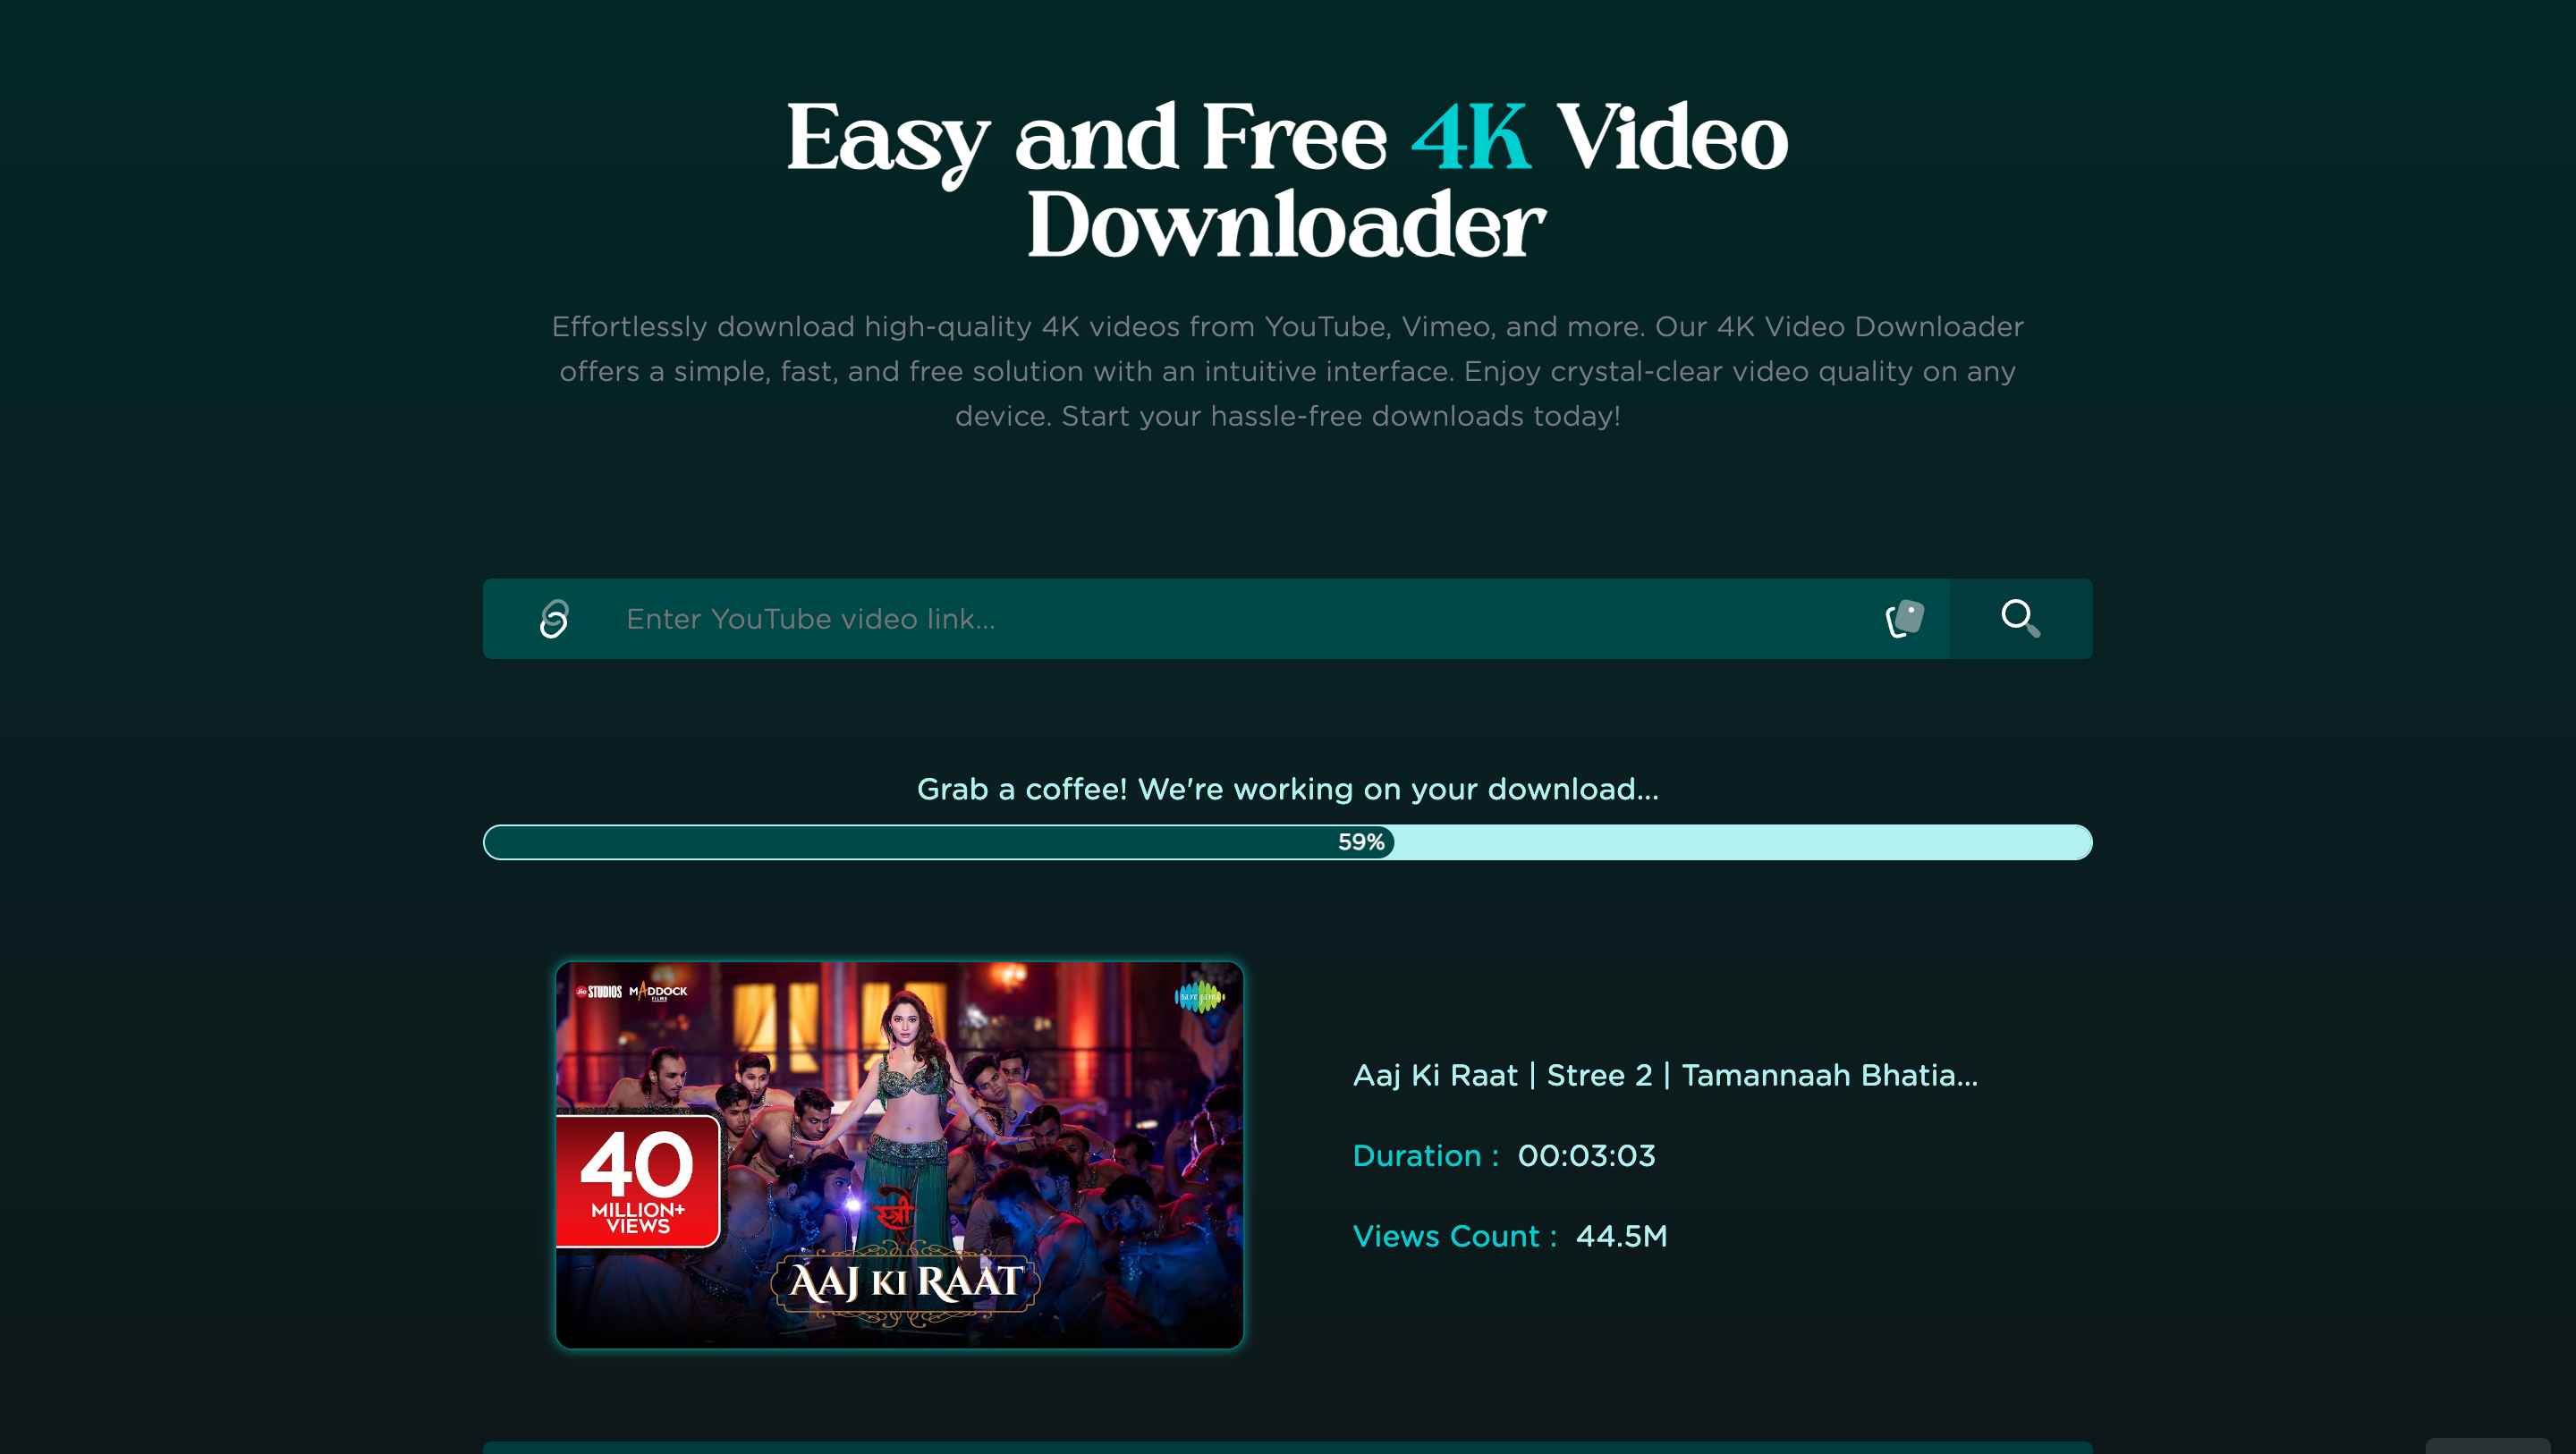 Easy and Free 4K Video
Downloader
Effortlessly download high-quality 4K videos from YouTube, Vimeo, and more. Our 4K Video Downloader
offers a simple, fast, and free solution with an intuitive interface. Enjoy crystal-clear video quality on any
device. Start your hassle-free downloads today!
Enter YouTube video link...
Grab a coffee! We're working on your download...
59%
Jio STUDIOS MADDOCK FILMS
saregama
40
MILLION+
VIEWS
स्त्री
AAJ KI RAAT
Aaj Ki Raat | Stree 2 | Tamannaah Bhatia...
Duration : 00:03:03
Views Count : 44.5M